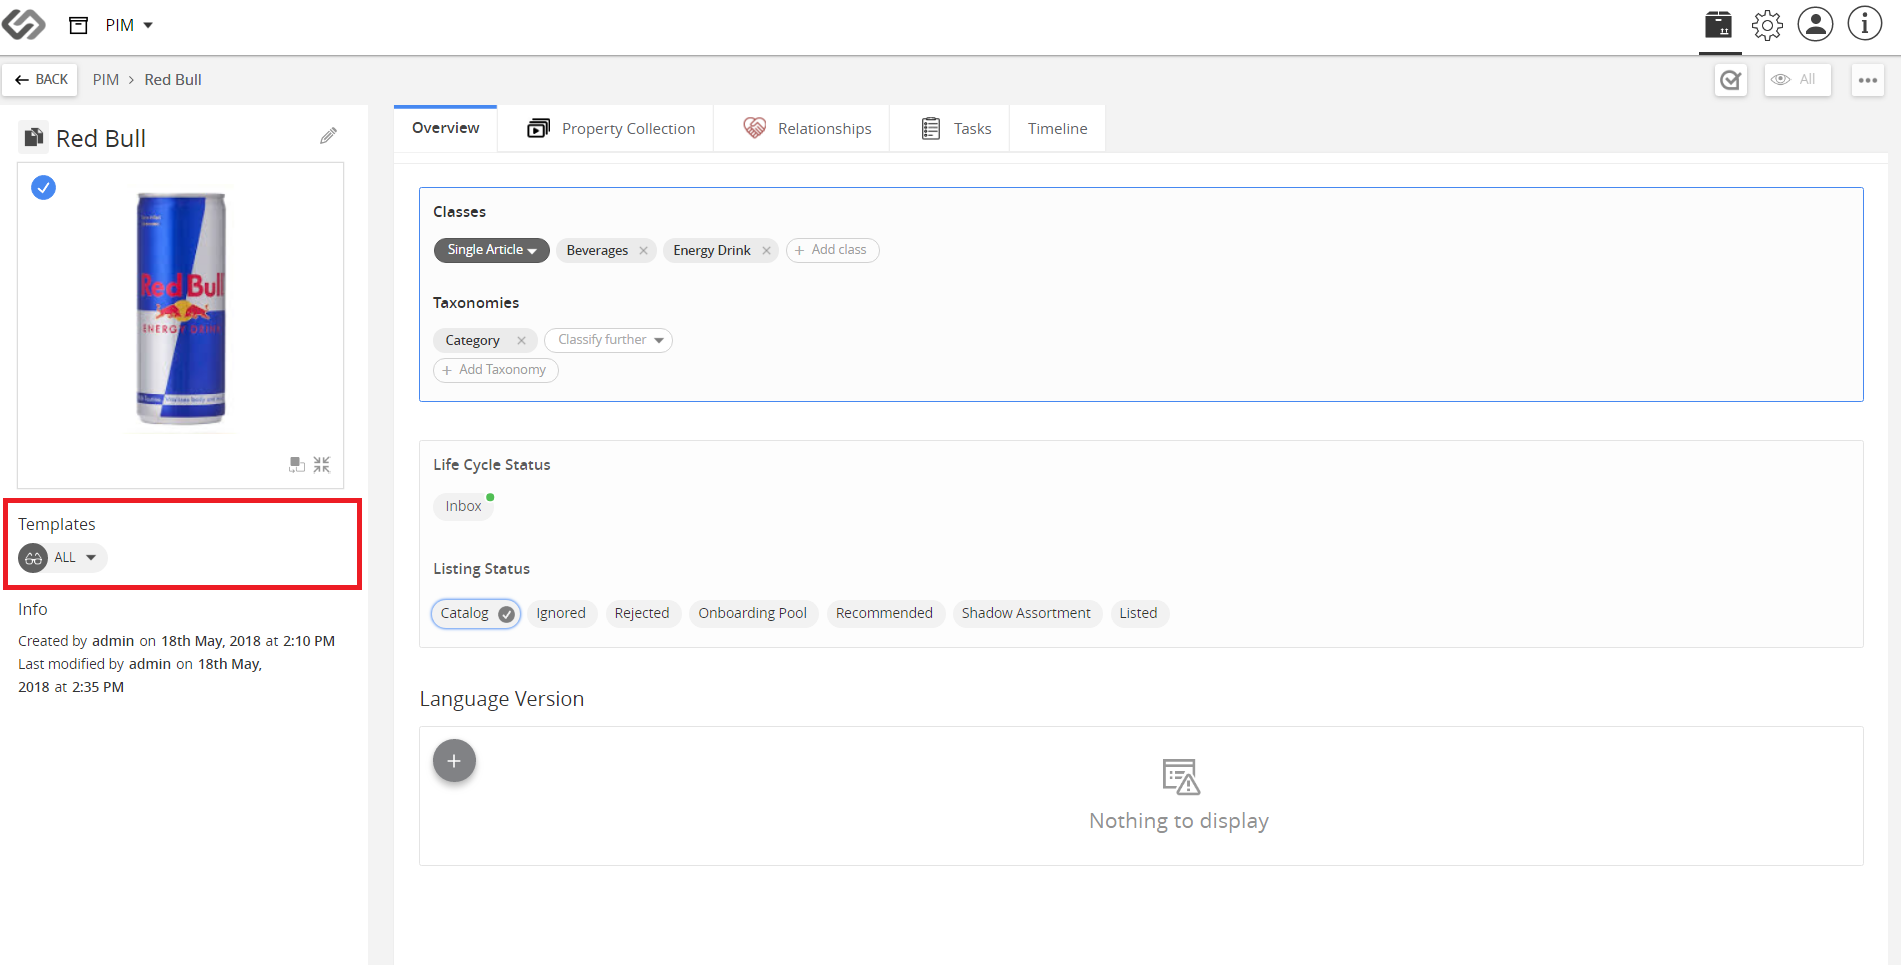 PIM
BACK
PIM > Red Bull
All
Red Bull
Red Bull
ENERGY DRINK
Templates
ALL
Info
Created by admin on 18th May, 2018 at 2:10 PM
Last modified by admin on 18th May,
2018 at 2:35 PM
Overview
Property Collection
Relationships
Tasks
Timeline
Classes
Single Article
Beverages ×
Energy Drink ×
+ Add class
Taxonomies
Category ×
Classify further
+ Add Taxonomy
Life Cycle Status
Inbox
Listing Status
Catalog
Ignored
Rejected
Onboarding Pool
Recommended
Shadow Assortment
Listed
Language Version
+
Nothing to display